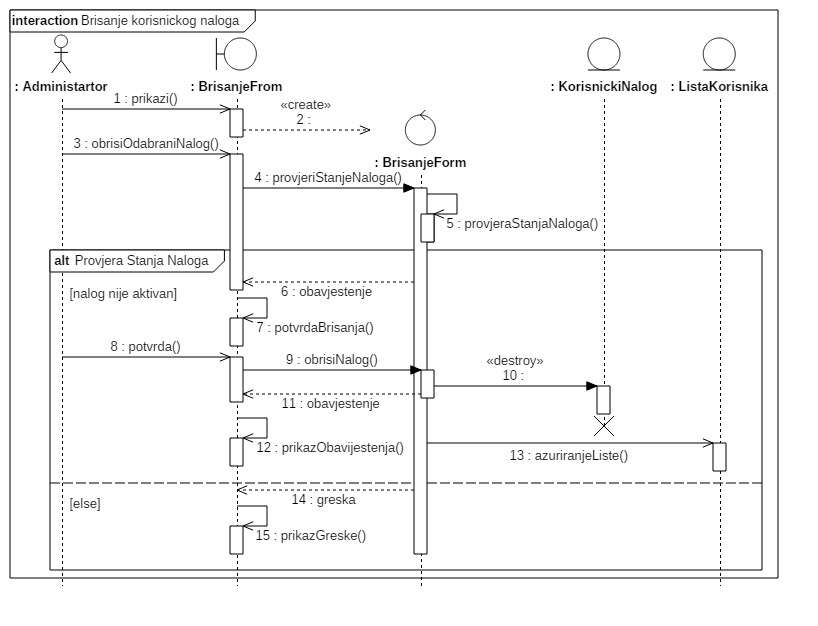 interaction Brisanje korisnickog naloga
: Administartor
: BrisanjeFrom
: KorisnickiNalog
: ListaKorisnika
1 : prikazi()
«create»
2 :
3 : obrisiOdabraniNalog()
: BrisanjeForm
4 : provjeriStanjeNaloga()
5 : provjeraStanjaNaloga()
alt Provjera Stanja Naloga
6 : obavjestenje
[nalog nije aktivan]
7 : potvrdaBrisanja()
8 : potvrda()
9 : obrisiNalog()
«destroy»
10 :
11 : obavjestenje
12 : prikazObavijestenja()
13 : azuriranjeListe()
14 : greska
[else]
15 : prikazGreske()